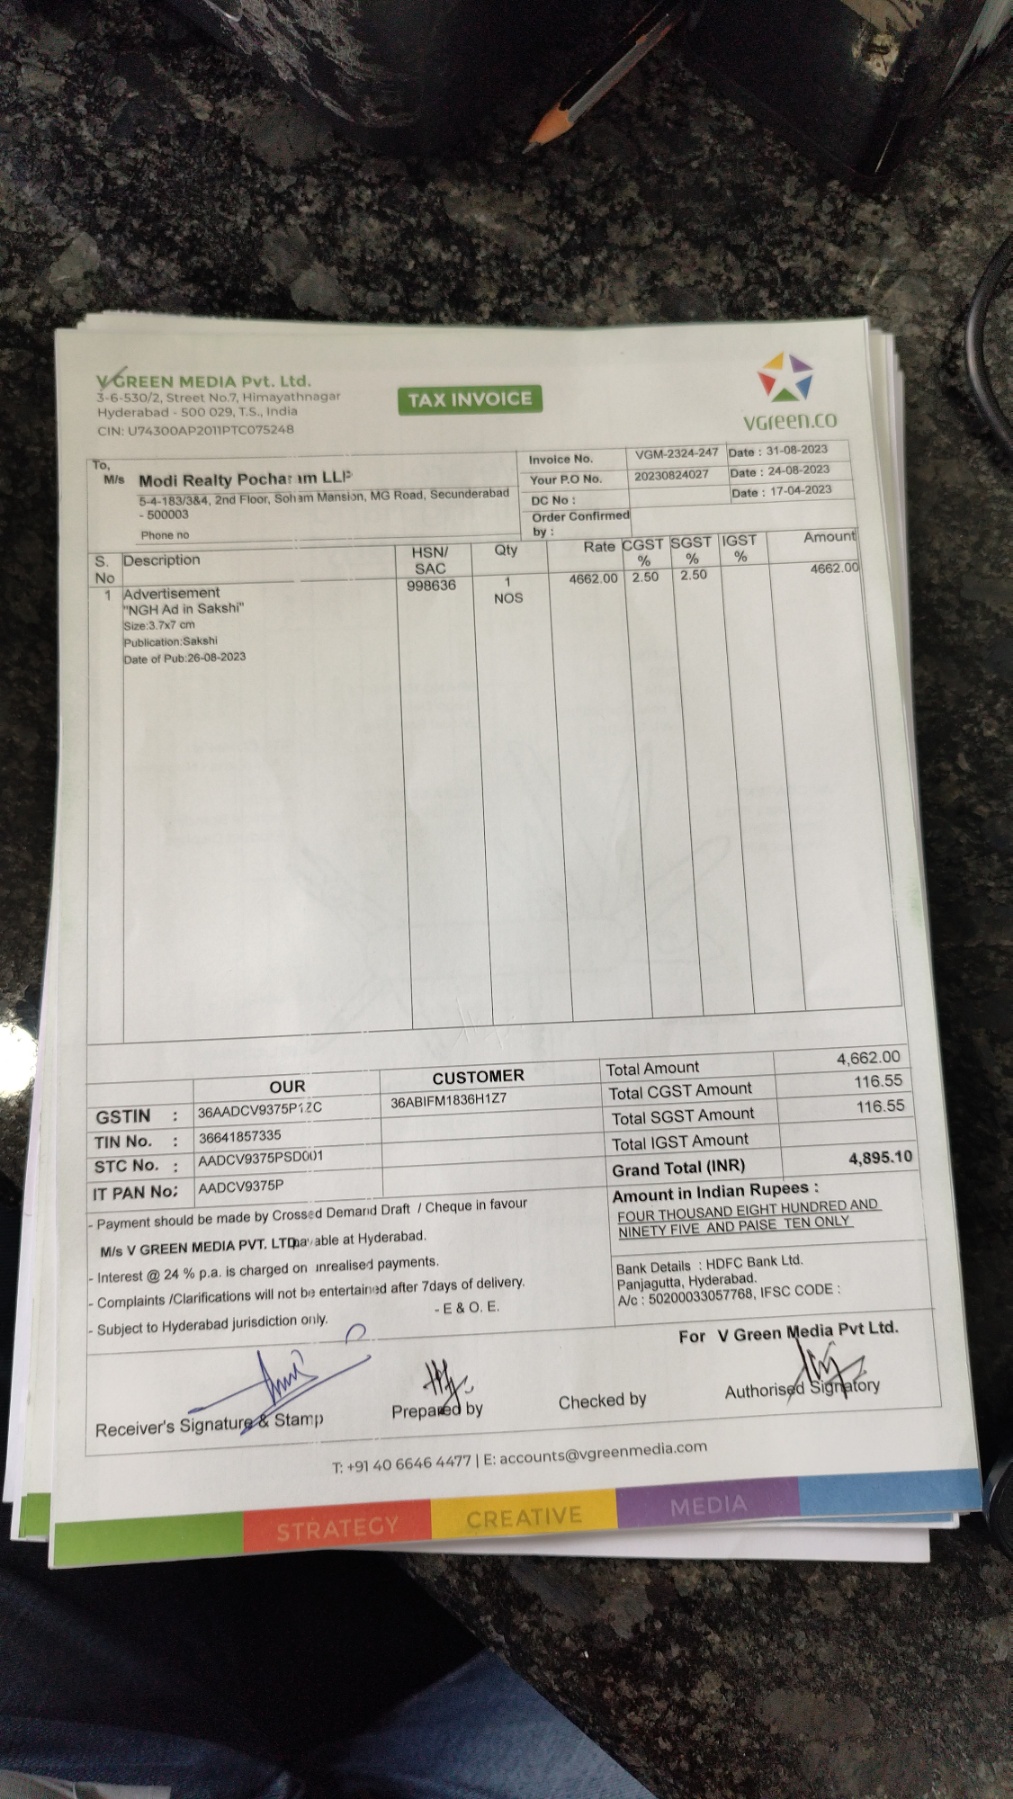 V GREEN MEDIA Pvt. Ltd.
3-6-530/2, Street No.7, Himayathnagar
Hyderabad - 500 029, T.S., India
CIN: U74300AP2011PTC075248
TAX INVOICE
vGreen.co
To,
M/s Modi Realty Pocharam LLP
5-4-183/3&4, 2nd Floor, Soham Mansion, MG Road, Secunderabad
- 500003
Phone no
Invoice No. VGM-2324-247 Date : 31-08-2023
Your P.O No. 20230824027 Date : 24-08-2023
DC No : Date : 17-04-2023
Order Confirmed
by :
S. No Description HSN/ SAC Qty Rate CGST % SGST % IGST % Amount
1 Advertisement 998636 1 NOS 4662.00 2.50 2.50 4662.00
"NGH Ad in Sakshi"
Size:3.7x7 cm
Publication:Sakshi
Date of Pub:26-08-2023
OUR CUSTOMER
GSTIN : 36AADCV9375P1ZC 36ABIFM1836H1Z7
TIN No. : 36641857335
STC No. : AADCV9375PSD001
IT PAN No: AADCV9375P
Total Amount 4,662.00
Total CGST Amount 116.55
Total SGST Amount 116.55
Total IGST Amount
Grand Total (INR) 4,895.10
Amount in Indian Rupees :
FOUR THOUSAND EIGHT HUNDRED AND
NINETY FIVE AND PAISE TEN ONLY
- Payment should be made by Crossed Demand Draft / Cheque in favour
M/s V GREEN MEDIA PVT. LTD payable at Hyderabad.
- Interest @ 24 % p.a. is charged on unrealised payments.
- Complaints /Clarifications will not be entertained after 7days of delivery.
- Subject to Hyderabad jurisdiction only. - E & O. E.
Bank Details : HDFC Bank Ltd.
Panjagutta, Hyderabad.
A/c : 50200033057768, IFSC CODE :
For V Green Media Pvt Ltd.
Receiver's Signature & Stamp Prepared by Checked by Authorised Signatory
T: +91 40 6646 4477 | E: accounts@vgreenmedia.com
STRATEGY CREATIVE MEDIA